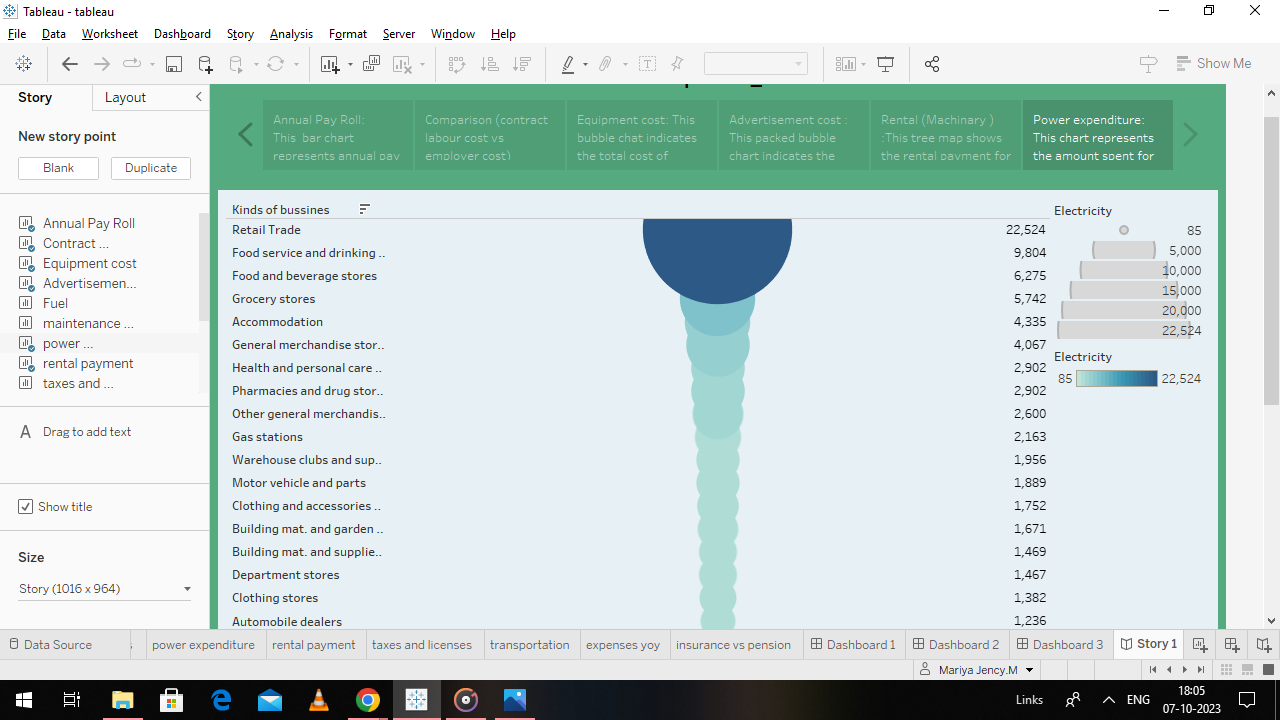 Tableau - tableau
File Data Worksheet Dashboard Story Analysis Format Server Window Help
Show Me
Story Layout
New story point
Blank Duplicate
Annual Pay Roll
Contract ...
Equipment cost
Advertisemen...
Fuel
maintenance ...
power ...
rental payment
taxes and ...
A Drag to add text
Show title
Size
Story (1016 x 964)
Annual Pay Roll:
This bar chart
represents annual pay
Comparison (contract
labour cost vs
employer cost)
Equipment cost: This
bubble chat indicates
the total cost of
Advertisement cost :
This packed bubble
chart indicates the
Rental (Machinary )
:This tree map shows
the rental payment for
Power expenditure:
This chart represents
the amount spent for
Kinds of bussines
Retail Trade 22,524
Food service and drinking .. 9,804
Food and beverage stores 6,275
Grocery stores 5,742
Accommodation 4,335
General merchandise stor.. 4,067
Health and personal care .. 2,902
Pharmacies and drug stor.. 2,902
Other general merchandis.. 2,600
Gas stations 2,163
Warehouse clubs and sup.. 1,956
Motor vehicle and parts 1,889
Clothing and accessories .. 1,752
Building mat. and garden .. 1,671
Building mat. and supplie.. 1,469
Department stores 1,467
Clothing stores 1,382
Automobile dealers 1,236
Electricity
85
5,000
10,000
15,000
20,000
22,524
Electricity
85 22,524
Data Source power expenditure rental payment taxes and licenses transportation expenses yoy insurance vs pension Dashboard 1 Dashboard 2 Dashboard 3 Story 1
Mariya Jency.M
Links ENG 18:05
07-10-2023